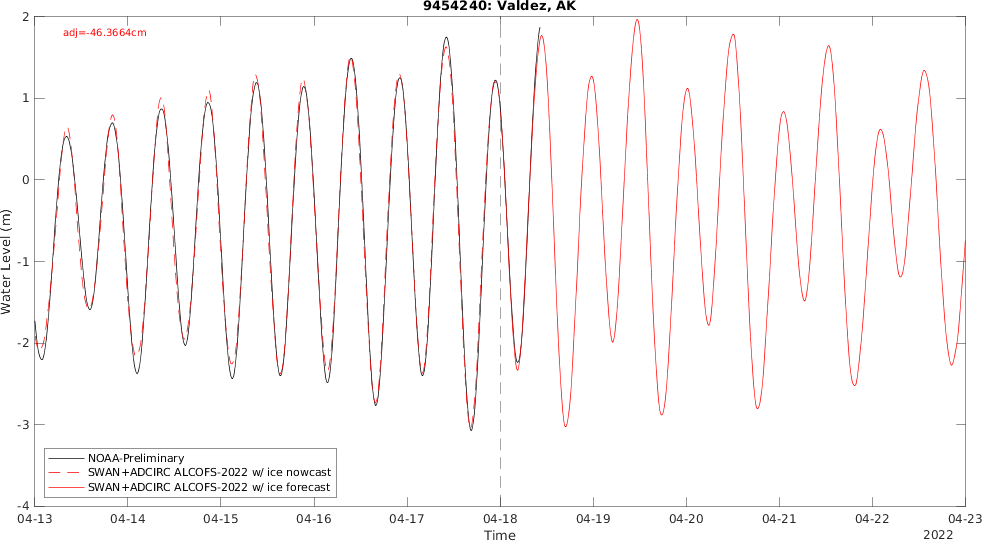 9454240: Valdez, AK
adj=-46.3664cm
Water Level (m)
2
1
0
-1
-2
-3
-4
NOAA-Preliminary
SWAN+ADCIRC ALCOFS-2022 w/ ice nowcast
SWAN+ADCIRC ALCOFS-2022 w/ ice forecast
04-13 04-14 04-15 04-16 04-17 04-18 04-19 04-20 04-21 04-22 04-23
Time
2022